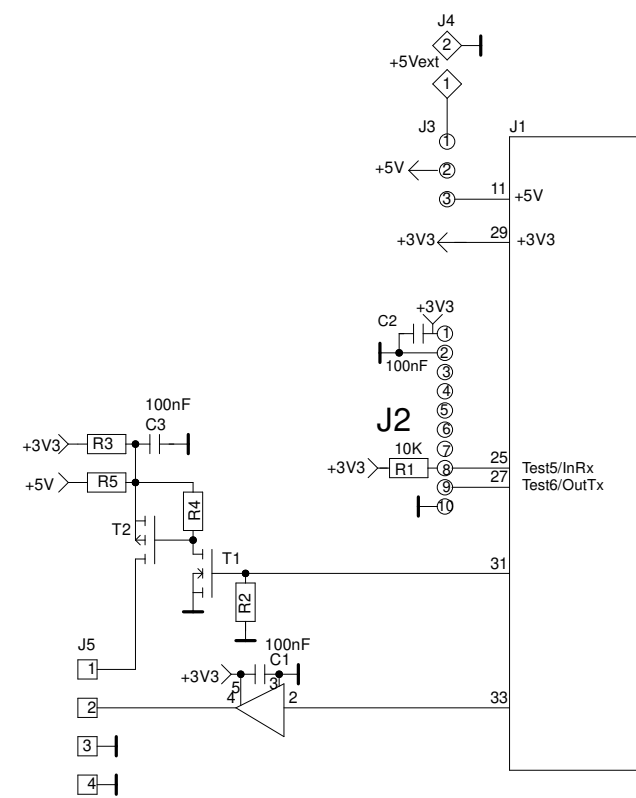 J4
2
+5Vext
1
J3
J1
1
+5V
2
3
11
+5V
+3V3
29
+3V3
+3V3
C2
1
2
100nF
3
4
J2
5
6
7
10K
+3V3
R1
8
25
Test5/InRx
9
27
Test6/OutTx
10
100nF
C3
+3V3
R3
+5V
R5
R4
T2
T1
31
R2
J5
100nF
1
C1
+3V3
5
3
4
2
33
2
3
4